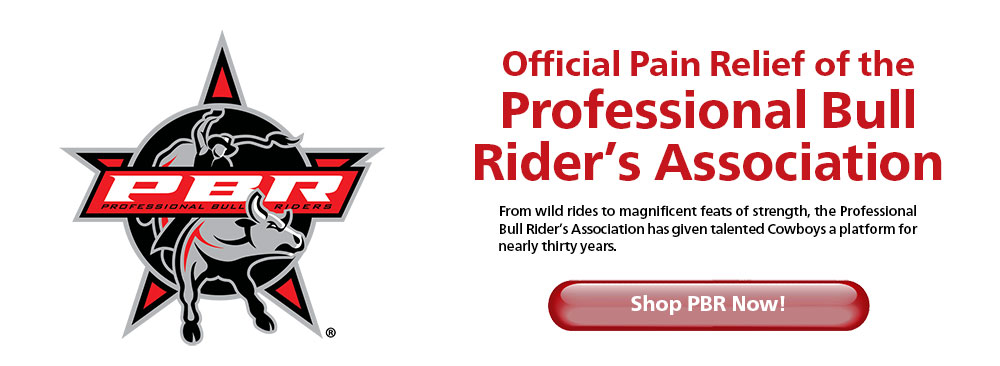 PBR
PROFESSIONAL BULL RIDERS
®
Official Pain Relief of the
Professional Bull
Rider’s Association
From wild rides to magnificent feats of strength, the Professional
Bull Rider’s Association has given talented Cowboys a platform for
nearly thirty years.
Shop PBR Now!